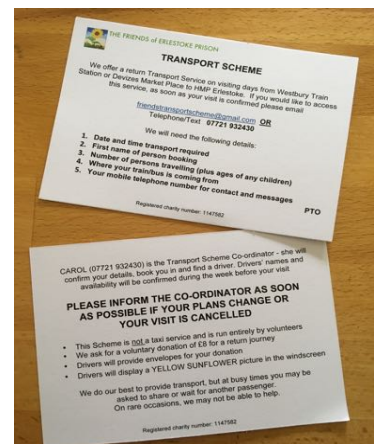 THE FRIENDS of ERLESTOKE PRISON
TRANSPORT SCHEME
We offer a return Transport Service on visiting days from Westbury Train
Station or Devizes Market Place to HMP Erlestoke. If you would like to access
this service, as soon as your visit is confirmed please email
friendstransportscheme@gmail.com OR
Telephone/Text 07721 932430
We will need the following details:
1. Date and time transport required
2. First name of person booking
3. Number of persons travelling (plus ages of any children)
4. Where your train/bus is coming from
5. Your mobile telephone number for contact and messages
Registered charity number: 1147582
PTO
CAROL (07721 932430) is the Transport Scheme Co-ordinator - she will
confirm your details, book you in and find a driver. Drivers' names and
availability will be confirmed during the week before your visit
PLEASE INFORM THE CO-ORDINATOR AS SOON
AS POSSIBLE IF YOUR PLANS CHANGE OR
YOUR VISIT IS CANCELLED
• This Scheme is not a taxi service and is run entirely by volunteers
• We ask for a voluntary donation of £8 for a return journey
• Drivers will provide envelopes for your donation
• Drivers will display a YELLOW SUNFLOWER picture in the windscreen
We do our best to provide transport, but at busy times you may be
asked to share or wait for another passenger.
On rare occasions, we may not be able to help.
Registered charity number: 1147582